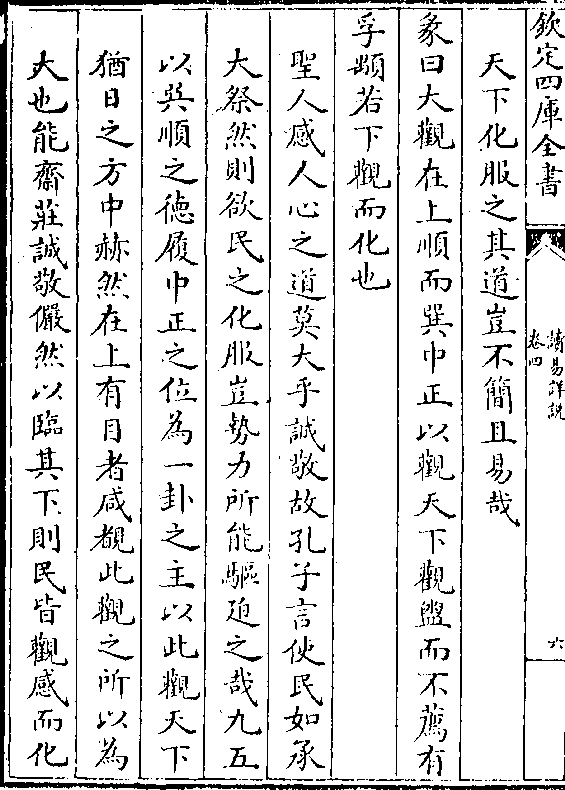 欽定四庫全書
讀易詳說
卷四
六
天下化服之其道豈不簡且易哉
彖曰大觀在上順而巽中正以觀天下觀盥而不薦有
孚顒若下觀而化也
聖人感人心之道莫大乎誠敬故孔子言使民如承
大祭然則欲民之化服豈勢力所能驅迫之哉九五
以巽順之德履中正之位為一卦之主以此觀天下
猶日之方中赫然在上有目者咸覩此觀之所以為
大也能齋莊誠敬儼然以臨其下則民皆觀感而化